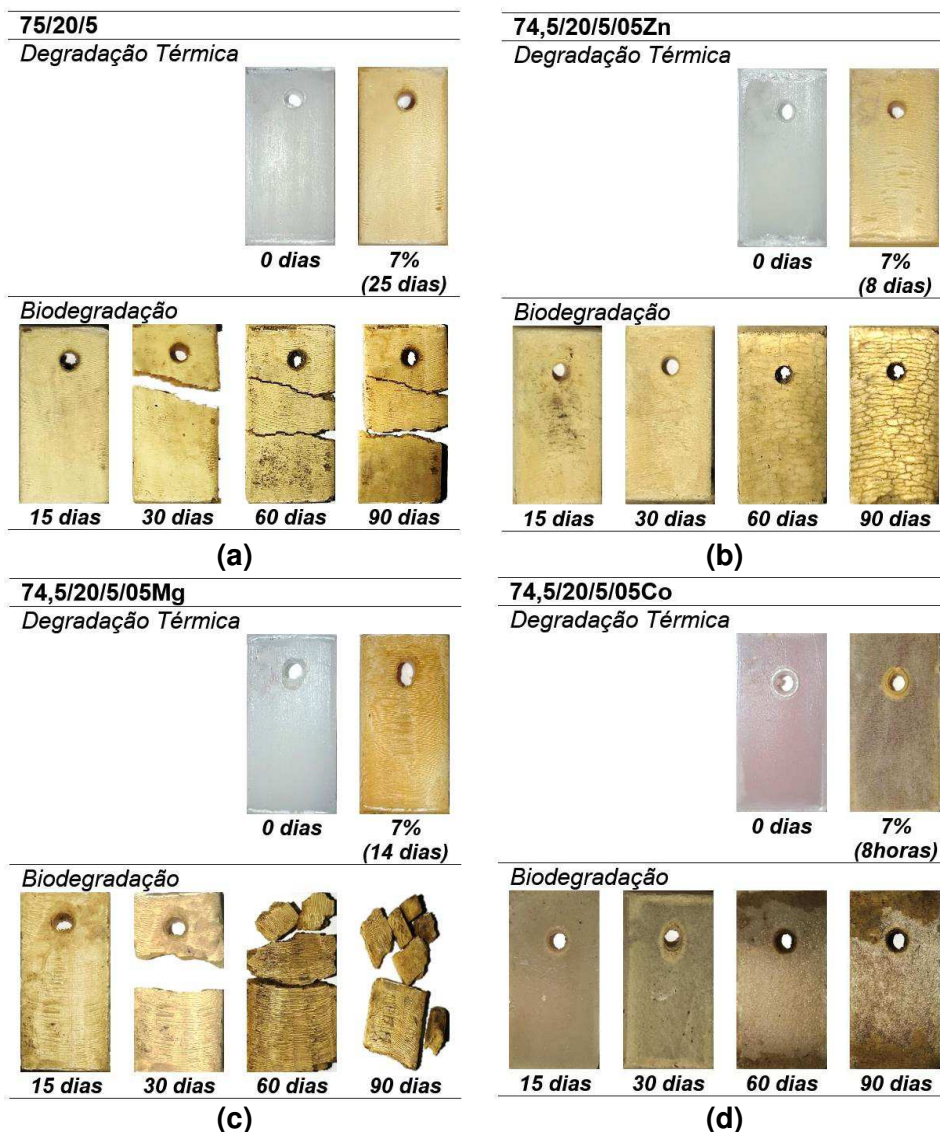 75/20/5
Degradação Térmica
0 dias
7%
(25 dias)
Biodegradação
15 dias
30 dias
60 dias
90 dias
(a)
74,5/20/5/05Zn
Degradação Térmica
0 dias
7%
(8 dias)
Biodegradação
15 dias
30 dias
60 dias
90 dias
(b)
74,5/20/5/05Mg
Degradação Térmica
0 dias
7%
(14 dias)
Biodegradação
15 dias
30 dias
60 dias
90 dias
(c)
74,5/20/5/05Co
Degradação Térmica
0 dias
7%
(8horas)
Biodegradação
15 dias
30 dias
60 dias
90 dias
(d)